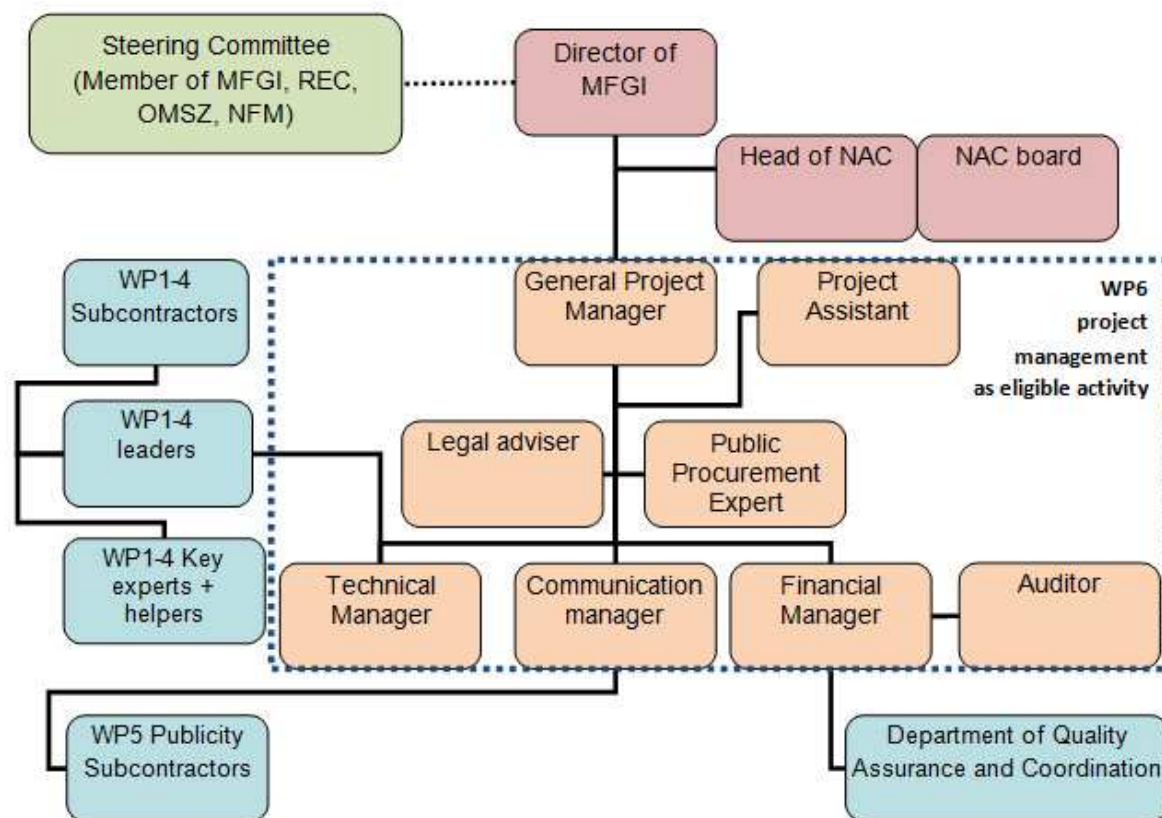 Steering Committee
(Member of MFGI, REC,
OMSZ, NFM)
Director of
MFGI
Head of NAC
NAC board
WP1-4
Subcontractors
General Project
Manager
Project
Assistant
WP6
project
management
as eligible activity
WP1-4
leaders
Legal adviser
Public
Procurement
Expert
WP1-4 Key
experts +
helpers
Technical
Manager
Communication
manager
Financial
Manager
Auditor
WP5 Publicity
Subcontractors
Department of Quality
Assurance and Coordination